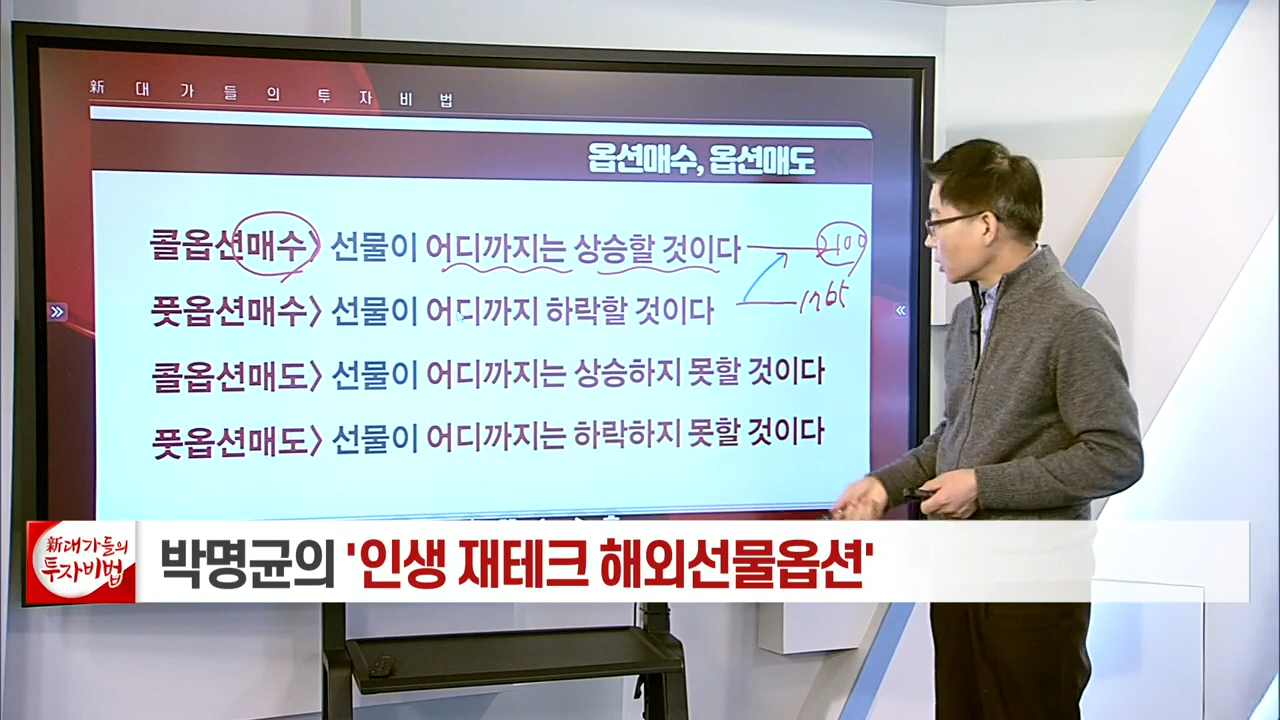 新 대 가 들 의 투 자 비 법
옵션매수, 옵션매도
콜옵션매수> 선물이 어디까지는 상승할 것이다
2100
풋옵션매수> 선물이 어디까지 하락할 것이다
콜옵션매도> 선물이 어디까지는 상승하지 못할 것이다
풋옵션매도> 선물이 어디까지는 하락하지 못할 것이다
新대가들의
투자비법
박명균의 '인생 재테크 해외선물옵션'